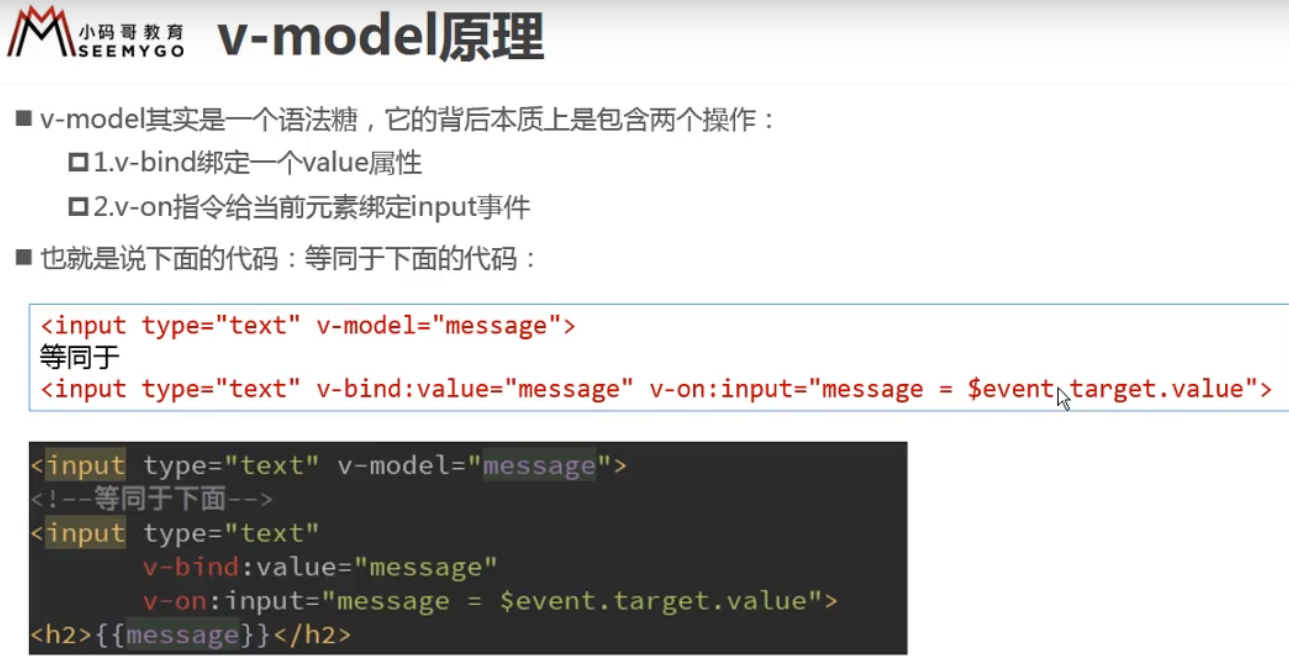 小码哥教育
SEEMYGO
v-model原理
v-model其实是一个语法糖，它的背后本质上是包含两个操作：
1.v-bind绑定一个value属性
2.v-on指令给当前元素绑定input事件
也就是说下面的代码：等同于下面的代码：
<input type="text" v-model="message">
等同于
<input type="text" v-bind:value="message" v-on:input="message = $event.target.value">
<input type="text" v-model="message">
<!--等同于下面-->
<input type="text"
v-bind:value="message"
v-on:input="message = $event.target.value">
<h2>{{message}}</h2>